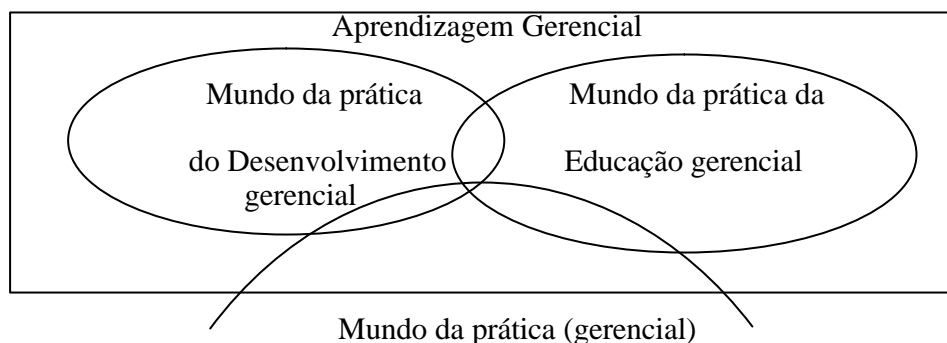 Aprendizagem Gerencial
Mundo da prática
do Desenvolvimento
gerencial
Mundo da prática da
Educação gerencial
Mundo da prática (gerencial)